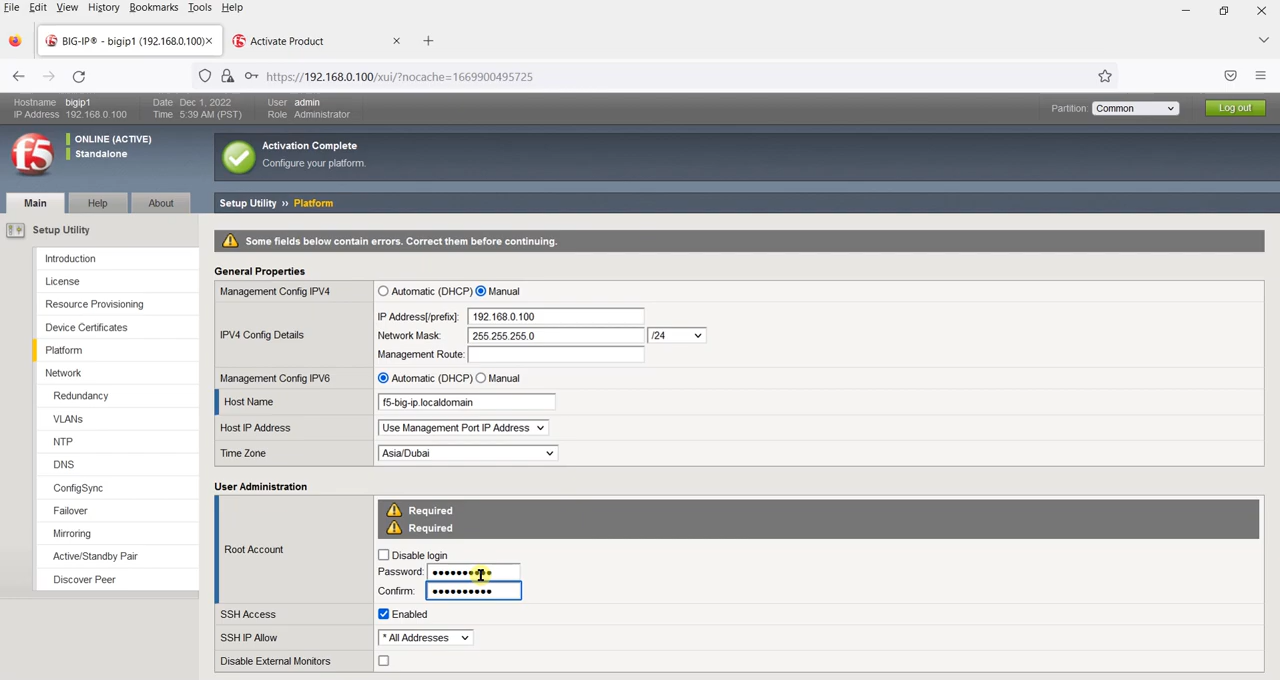 File Edit View History Bookmarks Tools Help
BIG-IP® - bigip1 (192.168.0.100)
Activate Product
https://192.168.0.100/xui/?nocache=1669900495725
Hostname bigip1 Date Dec 1, 2022 User admin
IP Address 192.168.0.100 Time 5:39 AM (PST) Role Administrator
Partition: Common Log out
f5
ONLINE (ACTIVE)
Standalone
Activation Complete
Configure your platform.
Main Help About
Setup Utility ›› Platform
Setup Utility
Introduction
License
Resource Provisioning
Device Certificates
Platform
Network
Redundancy
VLANs
NTP
DNS
ConfigSync
Failover
Mirroring
Active/Standby Pair
Discover Peer
Some fields below contain errors. Correct them before continuing.
General Properties
Management Config IPV4 Automatic (DHCP) Manual
IPV4 Config Details
IP Address[/prefix]: 192.168.0.100
Network Mask: 255.255.255.0 /24
Management Route:
Management Config IPV6 Automatic (DHCP) Manual
Host Name f5-big-ip.localdomain
Host IP Address Use Management Port IP Address
Time Zone Asia/Dubai
User Administration
Root Account
Required
Required
Disable login
Password: ••••••••••
Confirm: ••••••••••
SSH Access Enabled
SSH IP Allow * All Addresses
Disable External Monitors